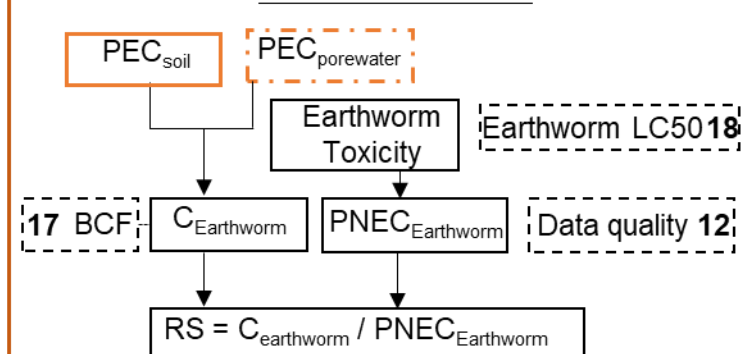 PECsoil
PECporewater
Earthworm
Toxicity
Earthworm LC50 18
17 BCF
CEarthworm
PNECEarthworm
Data quality 12
RS = Cearthworm / PNECEarthworm